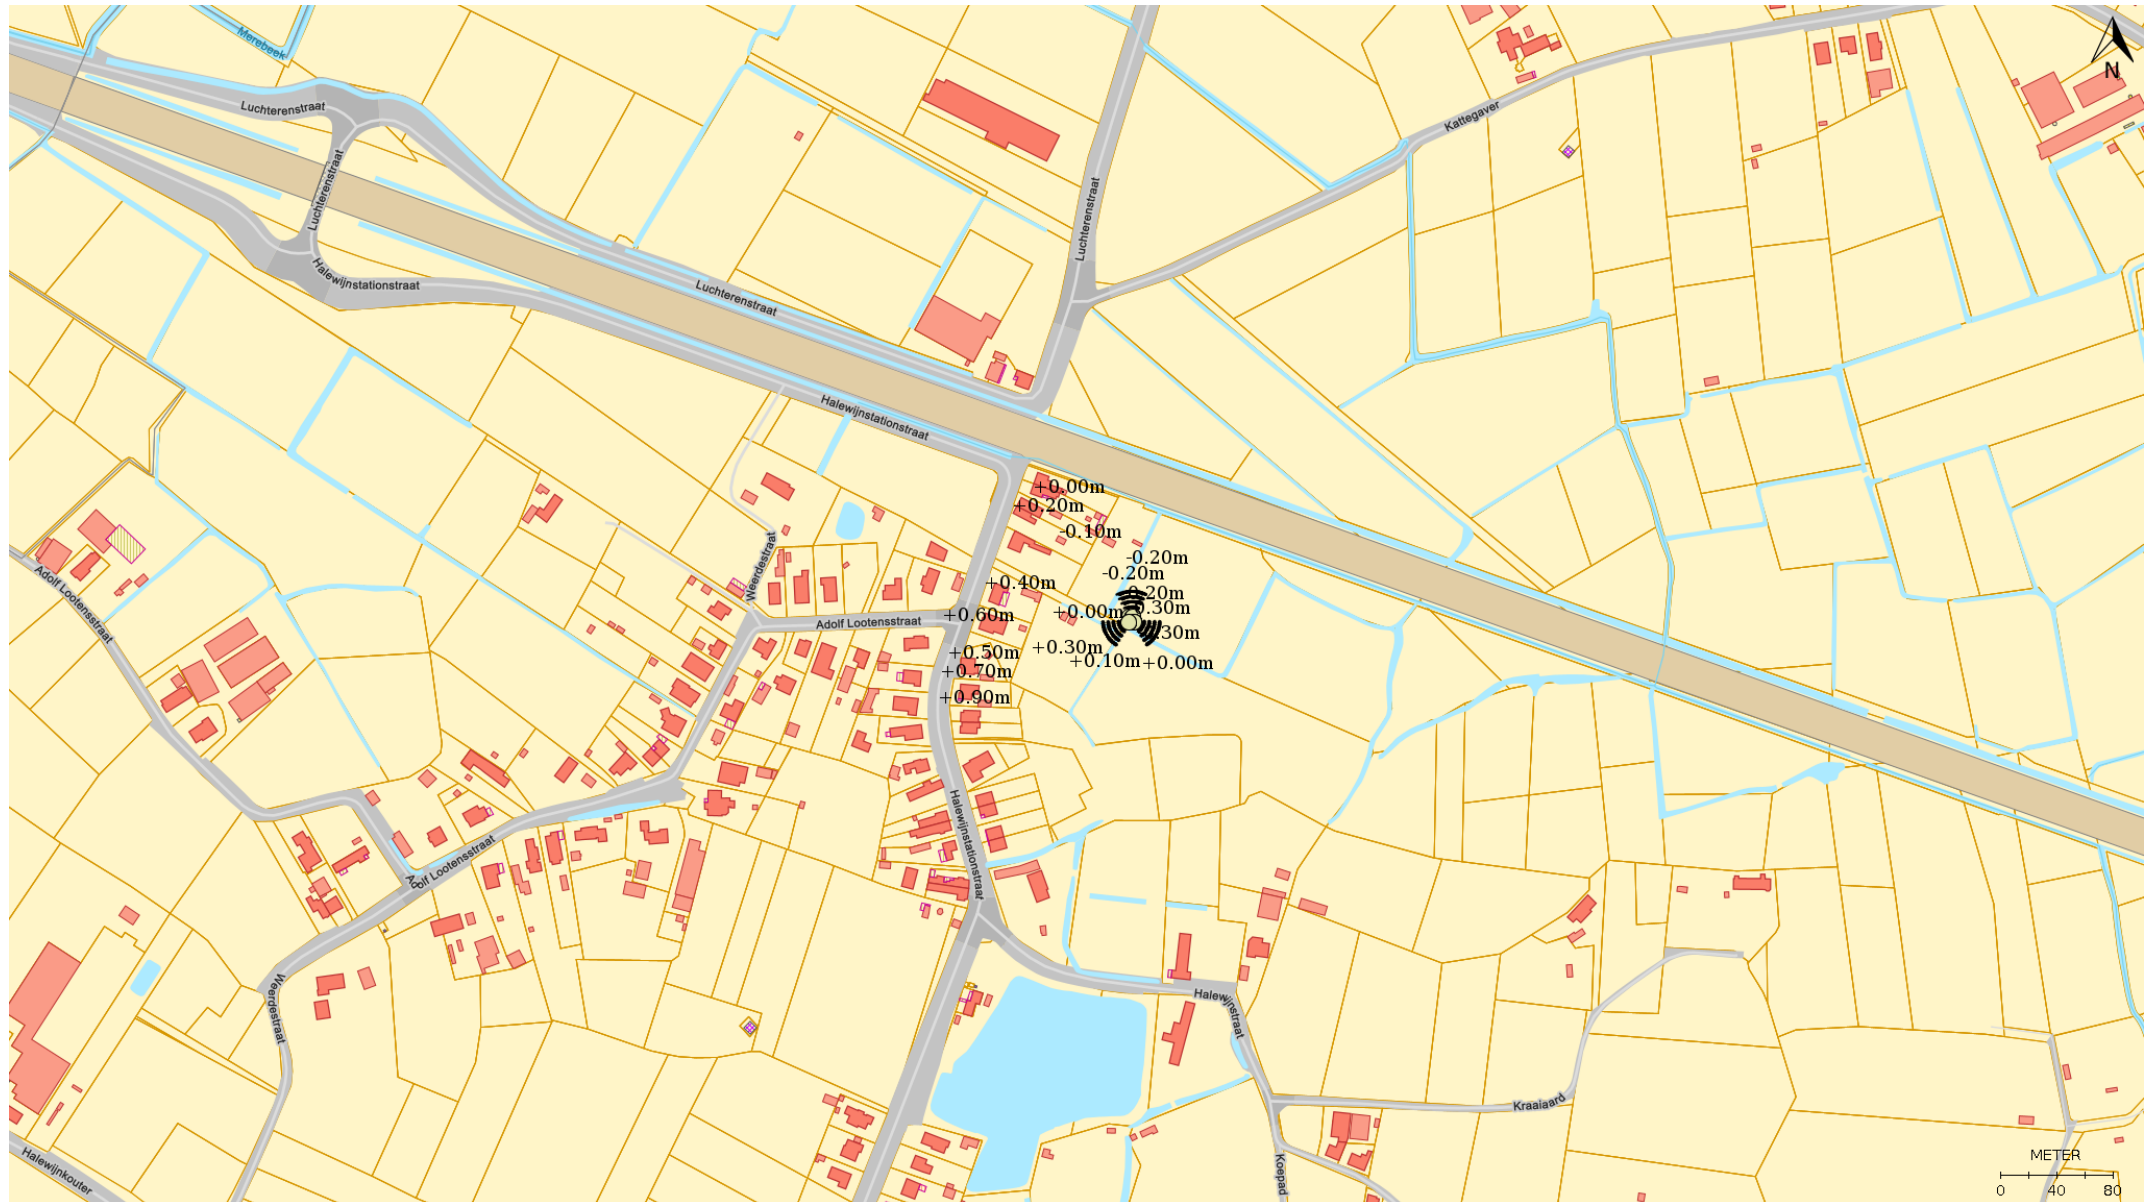 Merebeek
Luchterenstraat
N
Kattegaver
Luchterenstraat
Luchterenstraat
Halewijnstationstraat
Luchterenstraat
Halewijnstationstraat
+0.00m
+0.20m
-0.10m
-0.20m
-0.20m
Weerdestraat
+0.40m
Adolf Lootensstraat
+0.00m
+0.60m
Adolf Lootensstraat
+0.50m
+0.30m
+0.10m
+0.00m
+0.70m
+0.90m
Halewijnstationstraat
Adolf Lootensstraat
Halewijnstraat
Weerdestraat
Kraaiaard
Koepad
Halewijnkouter
METER
0 40 80